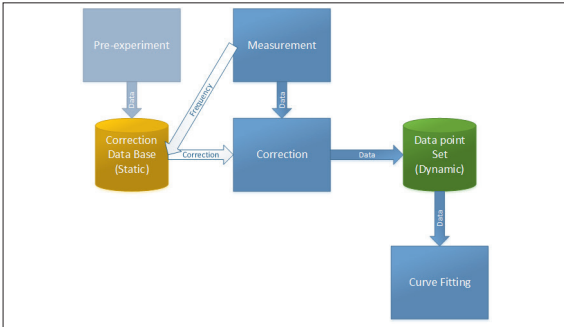 Pre-experiment
Measurement
Data
Frequency
Data
Correction
Data Base
(Static)
Correction
Correction
Data
Data point
Set
(Dynamic)
Data
Curve Fitting